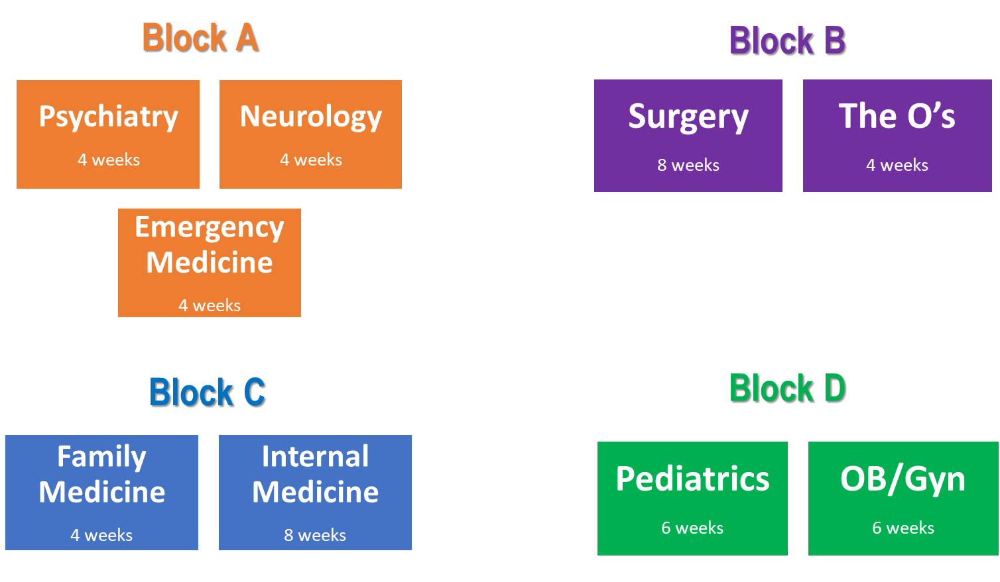 Block A
Psychiatry
4 weeks
Neurology
4 weeks
Emergency
Medicine
4 weeks
Block B
Surgery
8 weeks
The O’s
4 weeks
Block C
Family
Medicine
4 weeks
Internal
Medicine
8 weeks
Block D
Pediatrics
6 weeks
OB/Gyn
6 weeks